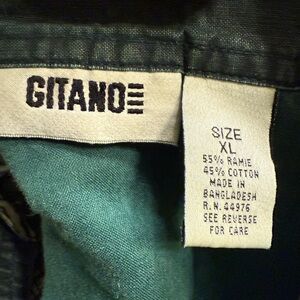 GITANO
SIZE
XL
55% RAMIE
45% COTTON
MADE IN
BANGLADESH
R.N. 44976
SEE REVERSE
FOR CARE